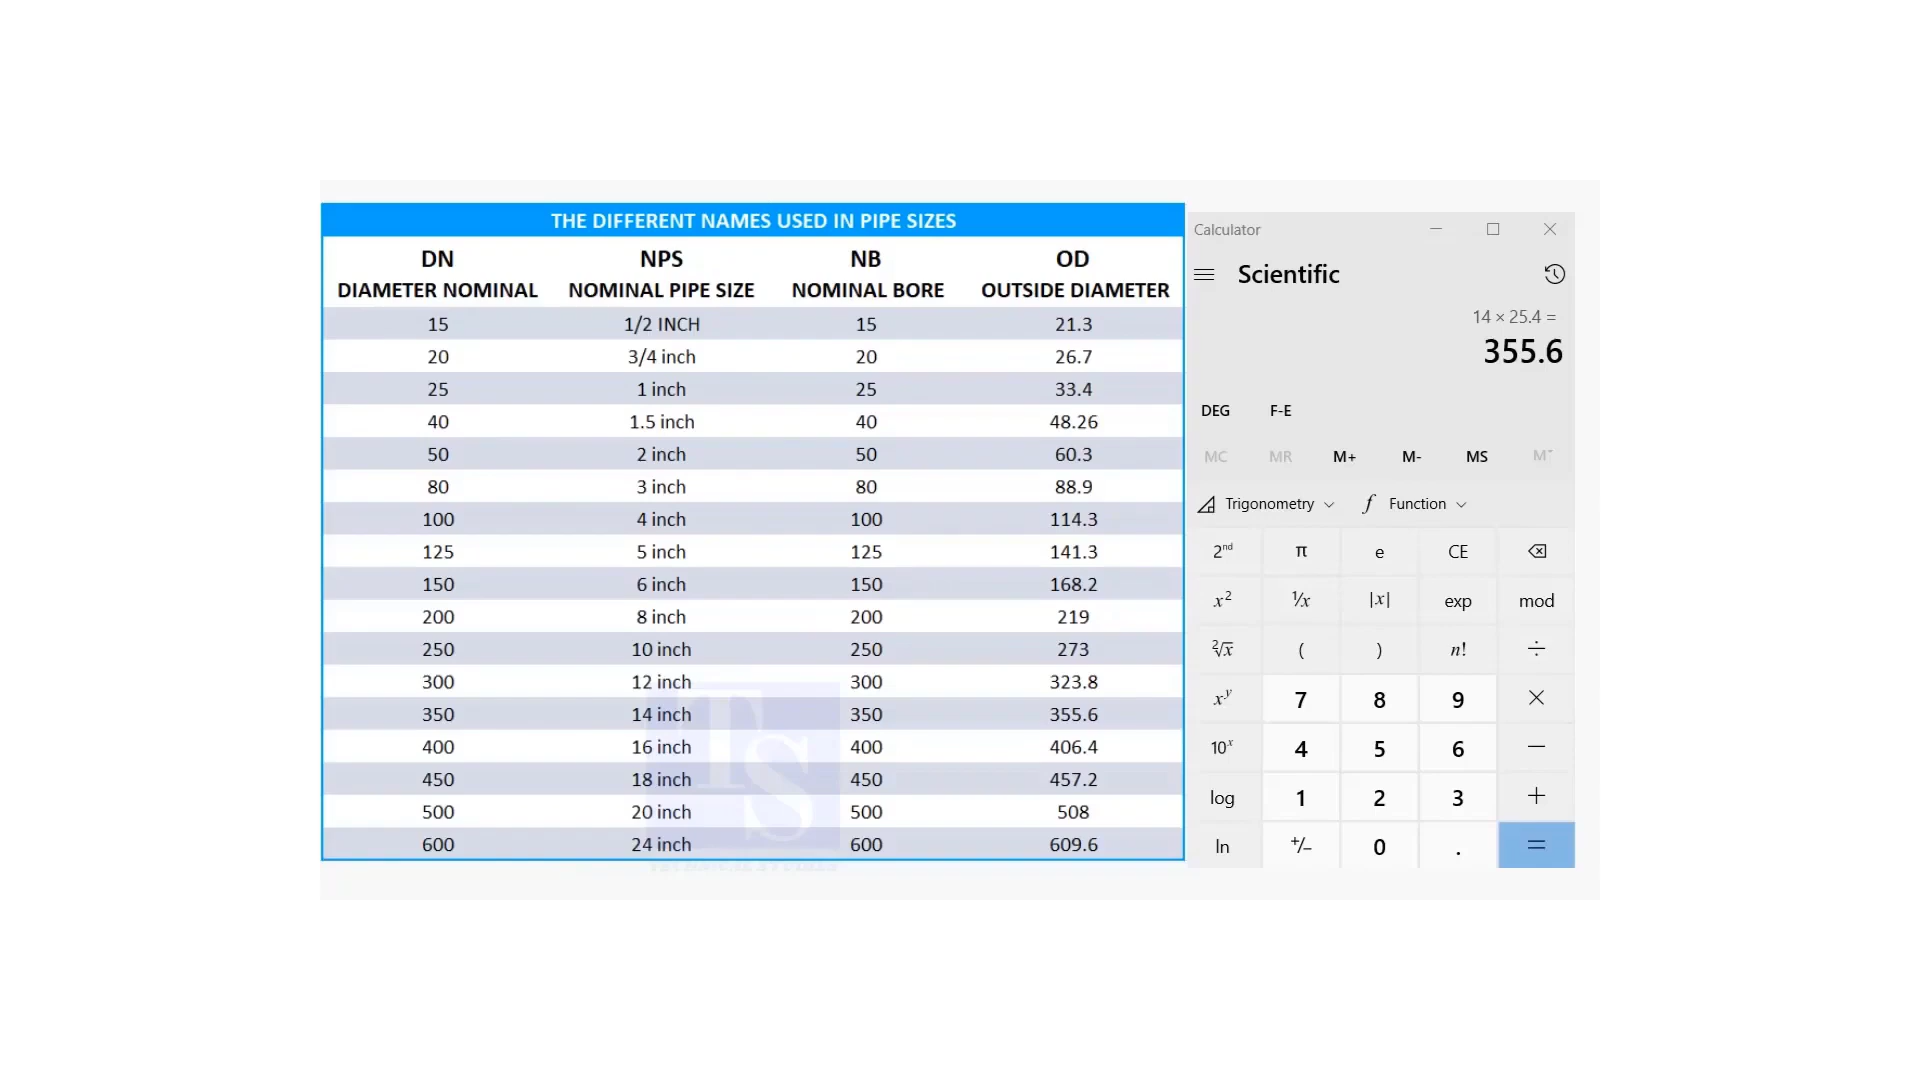 THE DIFFERENT NAMES USED IN PIPE SIZES
DN NPS NB OD
DIAMETER NOMINAL NOMINAL PIPE SIZE NOMINAL BORE OUTSIDE DIAMETER
15 1/2 INCH 15 21.3
20 3/4 inch 20 26.7
25 1 inch 25 33.4
40 1.5 inch 40 48.26
50 2 inch 50 60.3
80 3 inch 80 88.9
100 4 inch 100 114.3
125 5 inch 125 141.3
150 6 inch 150 168.2
200 8 inch 200 219
250 10 inch 250 273
300 12 inch 300 323.8
350 14 inch 350 355.6
400 16 inch 400 406.4
450 18 inch 450 457.2
500 20 inch 500 508
600 24 inch 600 609.6
TS
Calculator
Scientific
14 × 25.4 =
355.6
DEG F-E
MC MR M+ M- MS M˅
Trigonometry Function
2nd π e CE
x² ¹/x |x| exp mod
²√x ( ) n! ÷
xʸ 7 8 9 ×
10ˣ 4 5 6 −
log 1 2 3 +
ln +/− 0 . =